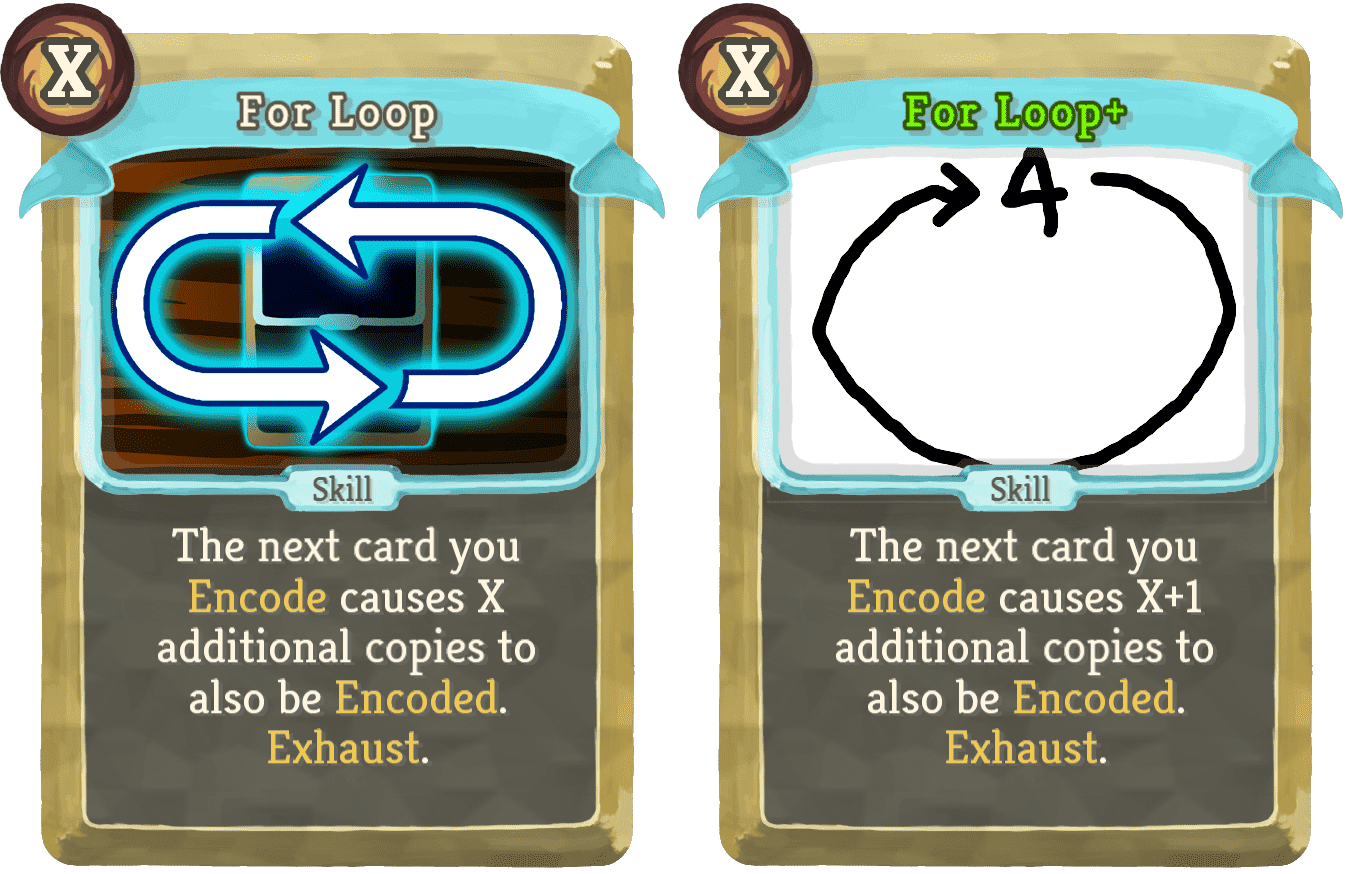 X
For Loop
Skill
The next card you
Encode causes X
additional copies to
also be Encoded.
Exhaust.
X
For Loop+
4
Skill
The next card you
Encode causes X+1
additional copies to
also be Encoded.
Exhaust.